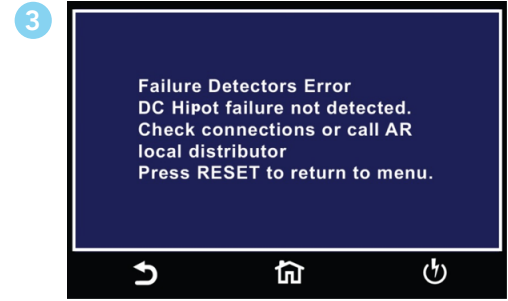 3
Failure Detectors Error
DC Hipot failure not detected.
Check connections or call AR
local distributor
Press RESET to return to menu.